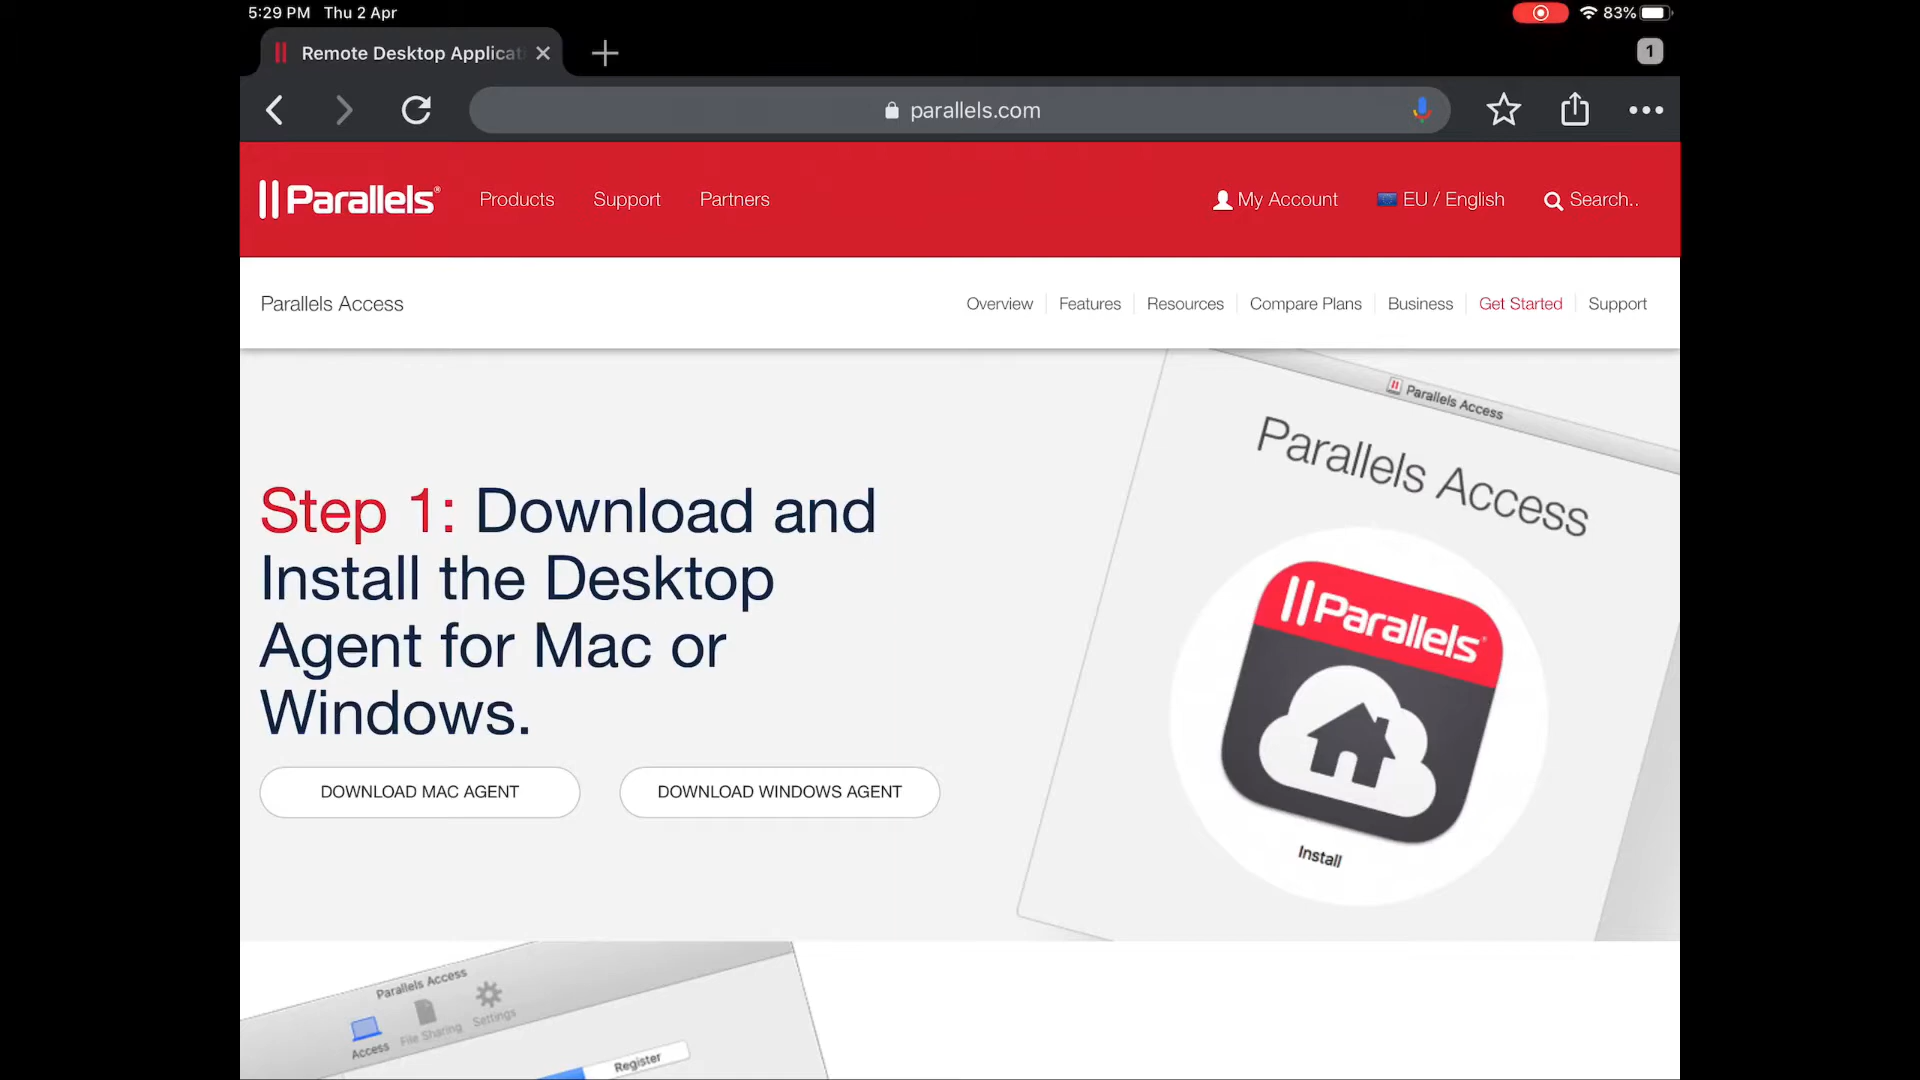 5:29 PM Thu 2 Apr
83%
Remote Desktop Applicat
1
parallels.com
Parallels®
Products
Support
Partners
My Account
EU / English
Search..
Parallels Access
Overview
Features
Resources
Compare Plans
Business
Get Started
Support
Parallels Access
Parallels Access
Step 1: Download and
Install the Desktop
Agent for Mac or
Windows.
Parallels®
Install
DOWNLOAD MAC AGENT
DOWNLOAD WINDOWS AGENT
Parallels Access
Access
File Sharing
Settings
Register